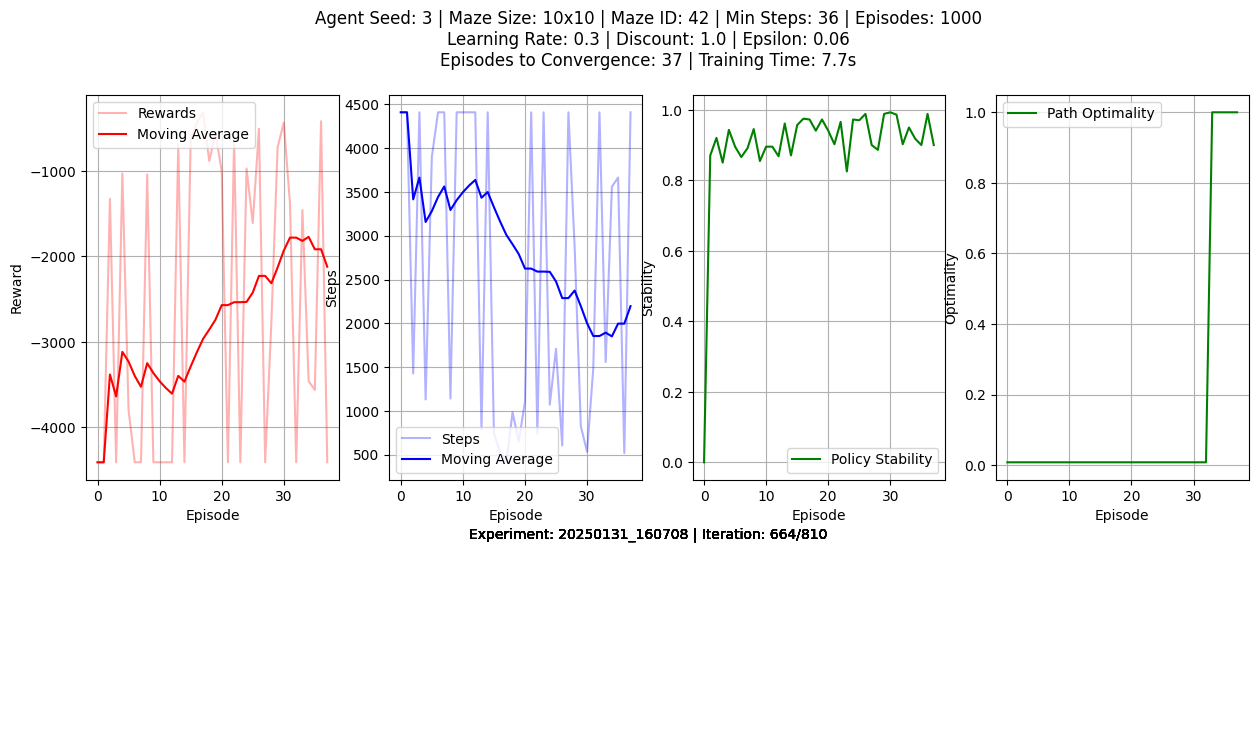 Agent Seed: 3 | Maze Size: 10x10 | Maze ID: 42 | Min Steps: 36 | Episodes: 1000
Learning Rate: 0.3 | Discount: 1.0 | Epsilon: 0.06
Episodes to Convergence: 37 | Training Time: 7.7s
Reward
−1000
−2000
−3000
−4000
Rewards
Moving Average
0
10
20
30
Episode
Steps
4500
4000
3500
3000
2500
2000
1500
1000
500
Steps
Moving Average
0
10
20
30
Episode
Stability
1.0
0.8
0.6
0.4
0.2
0.0
Policy Stability
0
10
20
30
Episode
Optimality
1.0
0.8
0.6
0.4
0.2
0.0
Path Optimality
0
10
20
30
Episode
Experiment: 20250131_160708 | Iteration: 664/810